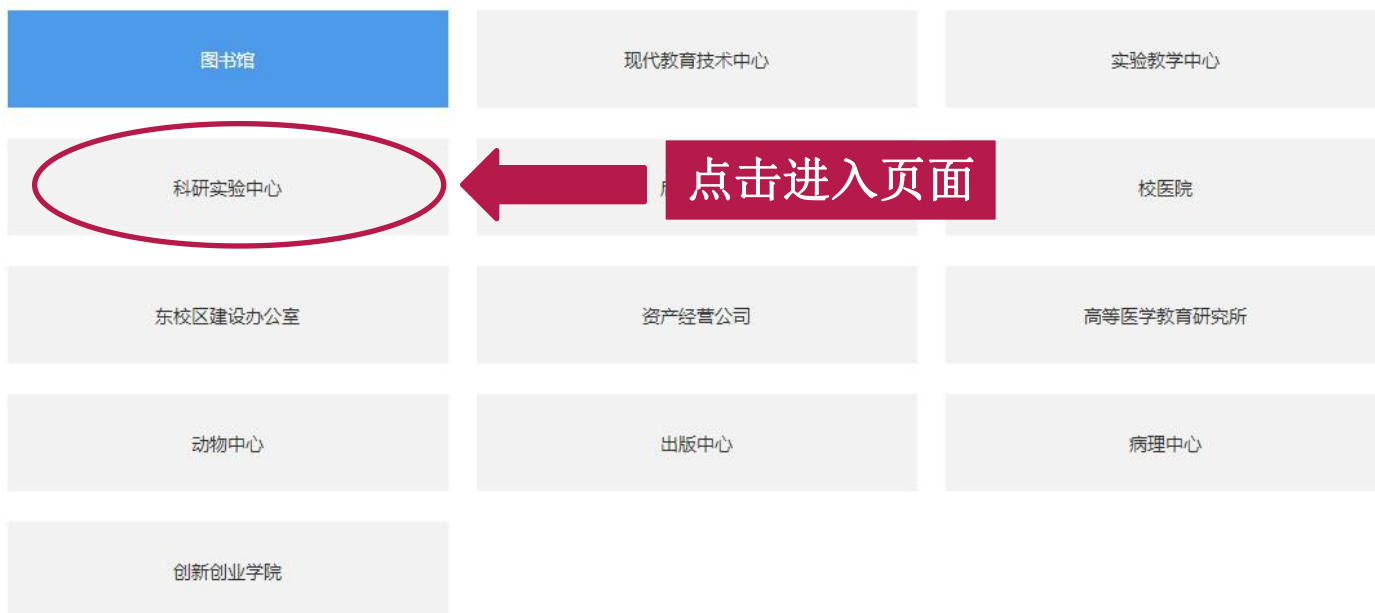 图书馆
现代教育技术中心
实验教学中心
科研实验中心
点击进入页面
校医院
东校区建设办公室
资产经营公司
高等医学教育研究所
动物中心
出版中心
病理中心
创新创业学院